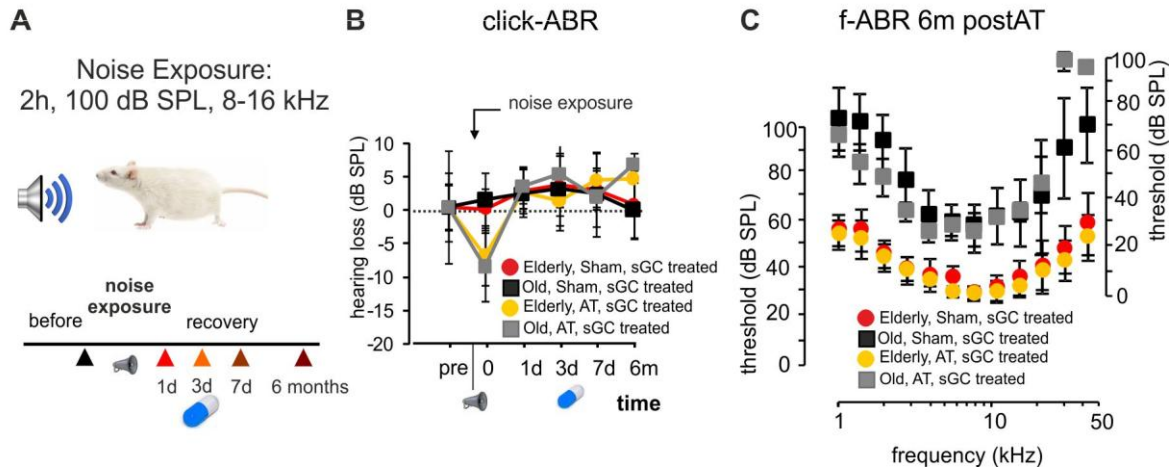 A
Noise Exposure:
2h, 100 dB SPL, 8-16 kHz
noise
exposure
before
recovery
1d
3d
7d
6 months
B
click-ABR
noise exposure
hearing loss (dB SPL)
10
5
0
-5
-10
-15
-20
Elderly, Sham, sGC treated
Old, Sham, sGC treated
Elderly, AT, sGC treated
Old, AT, sGC treated
pre
0
1d
3d
7d
6m
time
C
f-ABR 6m postAT
threshold (dB SPL)
100
80
60
40
20
0
100
80
60
40
20
0
threshold (dB SPL)
Elderly, Sham, sGC treated
Old, Sham, sGC treated
Elderly, AT, sGC treated
Old, AT, sGC treated
1
10
50
frequency (kHz)